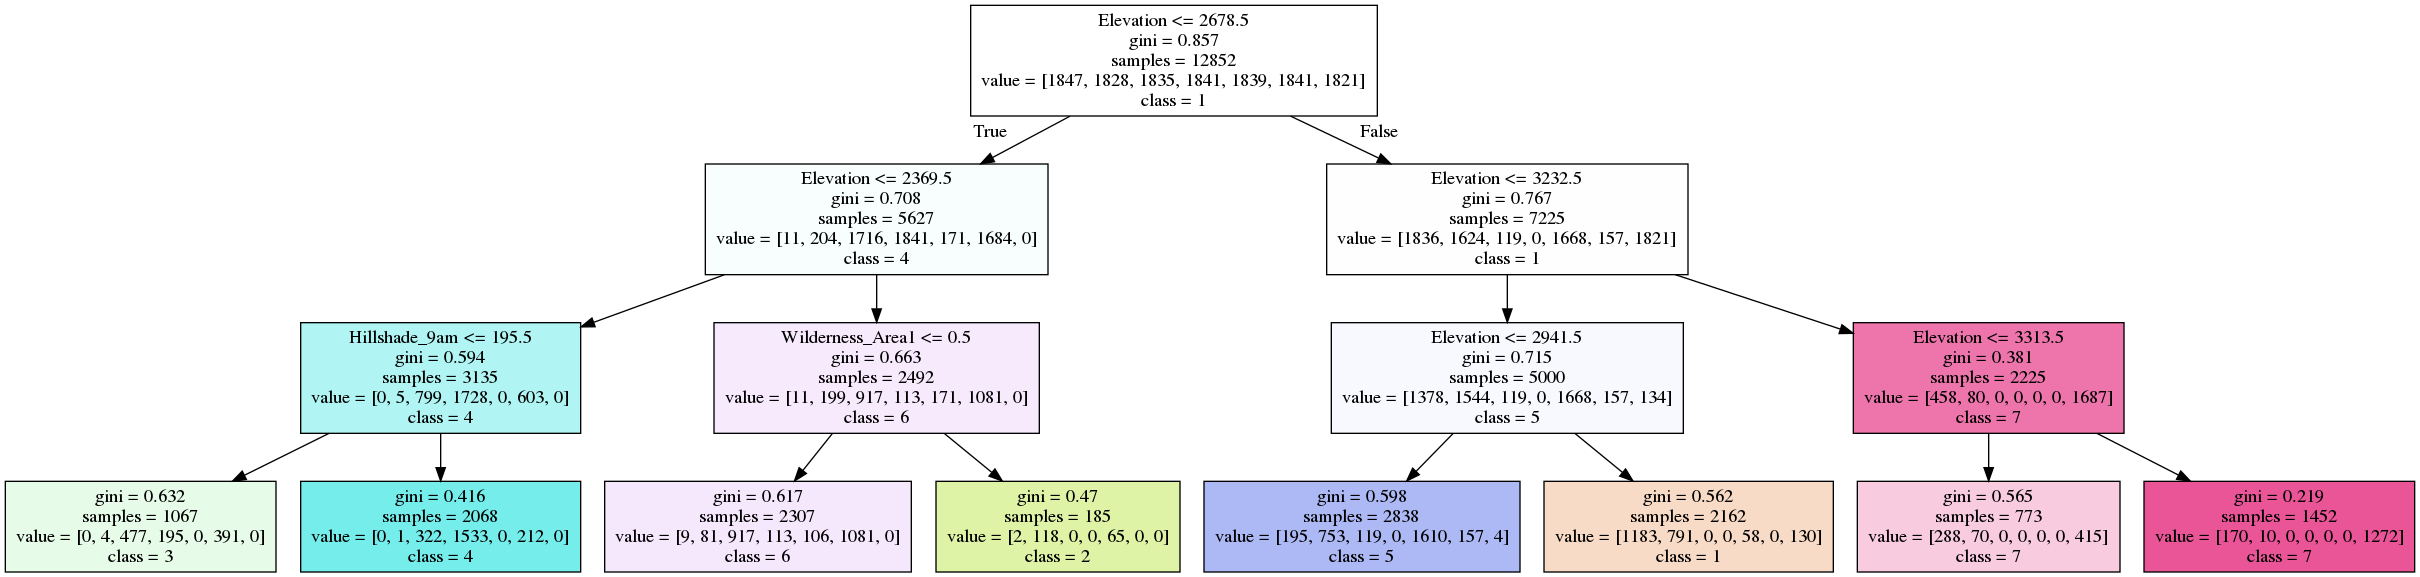 Elevation <= 2678.5
gini = 0.857
samples = 12852
value = [1847, 1828, 1835, 1841, 1839, 1841, 1821]
class = 1
True
False
Elevation <= 2369.5
gini = 0.708
samples = 5627
value = [11, 204, 1716, 1841, 171, 1684, 0]
class = 4
Elevation <= 3232.5
gini = 0.767
samples = 7225
value = [1836, 1624, 119, 0, 1668, 157, 1821]
class = 1
Hillshade_9am <= 195.5
gini = 0.594
samples = 3135
value = [0, 5, 799, 1728, 0, 603, 0]
class = 4
Wilderness_Area1 <= 0.5
gini = 0.663
samples = 2492
value = [11, 199, 917, 113, 171, 1081, 0]
class = 6
Elevation <= 2941.5
gini = 0.715
samples = 5000
value = [1378, 1544, 119, 0, 1668, 157, 134]
class = 5
Elevation <= 3313.5
gini = 0.381
samples = 2225
value = [458, 80, 0, 0, 0, 0, 1687]
class = 7
gini = 0.632
samples = 1067
value = [0, 4, 477, 195, 0, 391, 0]
class = 3
gini = 0.416
samples = 2068
value = [0, 1, 322, 1533, 0, 212, 0]
class = 4
gini = 0.617
samples = 2307
value = [9, 81, 917, 113, 106, 1081, 0]
class = 6
gini = 0.47
samples = 185
value = [2, 118, 0, 0, 65, 0, 0]
class = 2
gini = 0.598
samples = 2838
value = [195, 753, 119, 0, 1610, 157, 4]
class = 5
gini = 0.562
samples = 2162
value = [1183, 791, 0, 0, 58, 0, 130]
class = 1
gini = 0.565
samples = 773
value = [288, 70, 0, 0, 0, 0, 415]
class = 7
gini = 0.219
samples = 1452
value = [170, 10, 0, 0, 0, 0, 1272]
class = 7